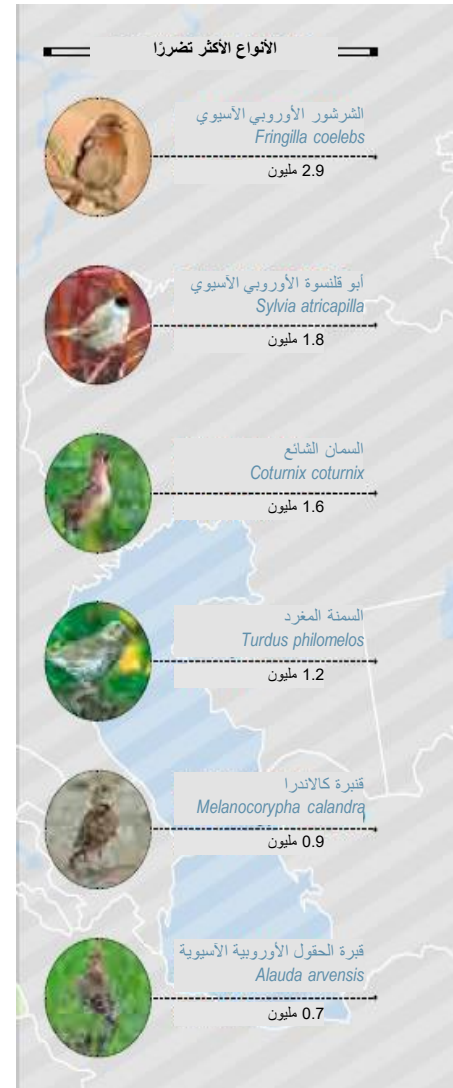 الأنواع الأكثر تضررًا
الشرشور الأوروبي الآسيوي
Fringilla coelebs
2.9 مليون
أبو قلنسوة الأوروبي الآسيوي
Sylvia atricapilla
1.8 مليون
السمان الشائع
Coturnix coturnix
1.6 مليون
السمنة المغرد
Turdus philomelos
1.2 مليون
قنبرة كالاندرا
Melanocorypha calandra
0.9 مليون
قبرة الحقول الأوروبية الآسيوية
Alauda arvensis
0.7 مليون